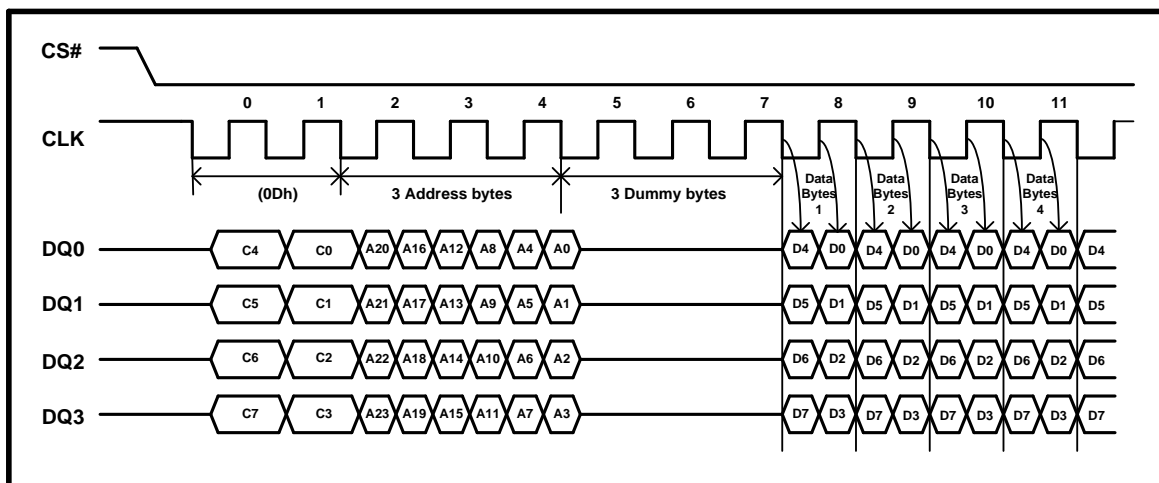 CS#
0 1 2 3 4 5 6 7 8 9 10 11
CLK
(0Dh) 3 Address bytes 3 Dummy bytes
Data Bytes 1
Data Bytes 2
Data Bytes 3
Data Bytes 4
DQ0 C4 C0 A20 A16 A12 A8 A4 A0 D4 D0 D4 D0 D4 D0 D4 D0 D4
DQ1 C5 C1 A21 A17 A13 A9 A5 A1 D5 D1 D5 D1 D5 D1 D5 D1 D5
DQ2 C6 C2 A22 A18 A14 A10 A6 A2 D6 D2 D6 D2 D6 D2 D6 D2 D6
DQ3 C7 C3 A23 A19 A15 A11 A7 A3 D7 D3 D7 D3 D7 D3 D7 D3 D7